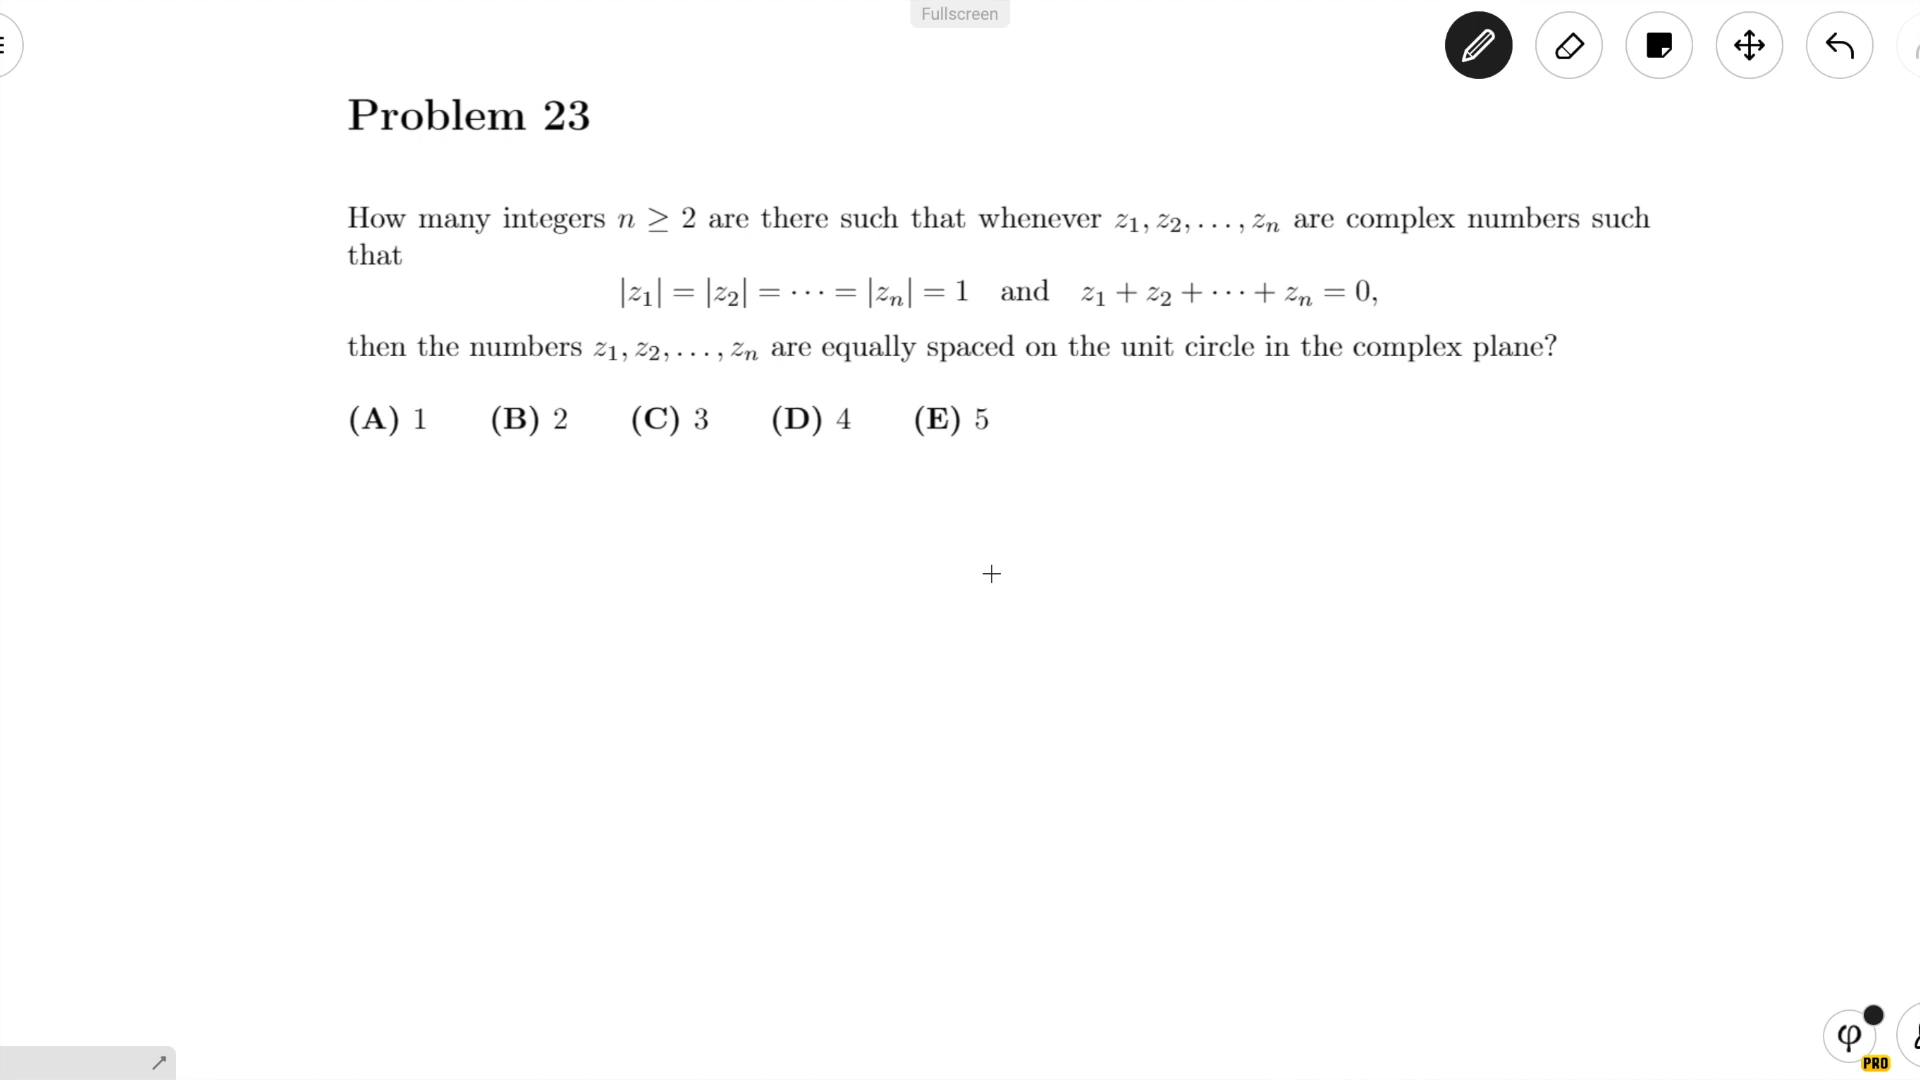 Fullscreen
Problem 23
How many integers n ≥ 2 are there such that whenever z₁, z₂, . . . , zₙ are complex numbers such
that
|z₁| = |z₂| = · · · = |zₙ| = 1 and z₁ + z₂ + · · · + zₙ = 0,
then the numbers z₁, z₂, . . . , zₙ are equally spaced on the unit circle in the complex plane?
(A) 1 (B) 2 (C) 3 (D) 4 (E) 5
φ
PRO